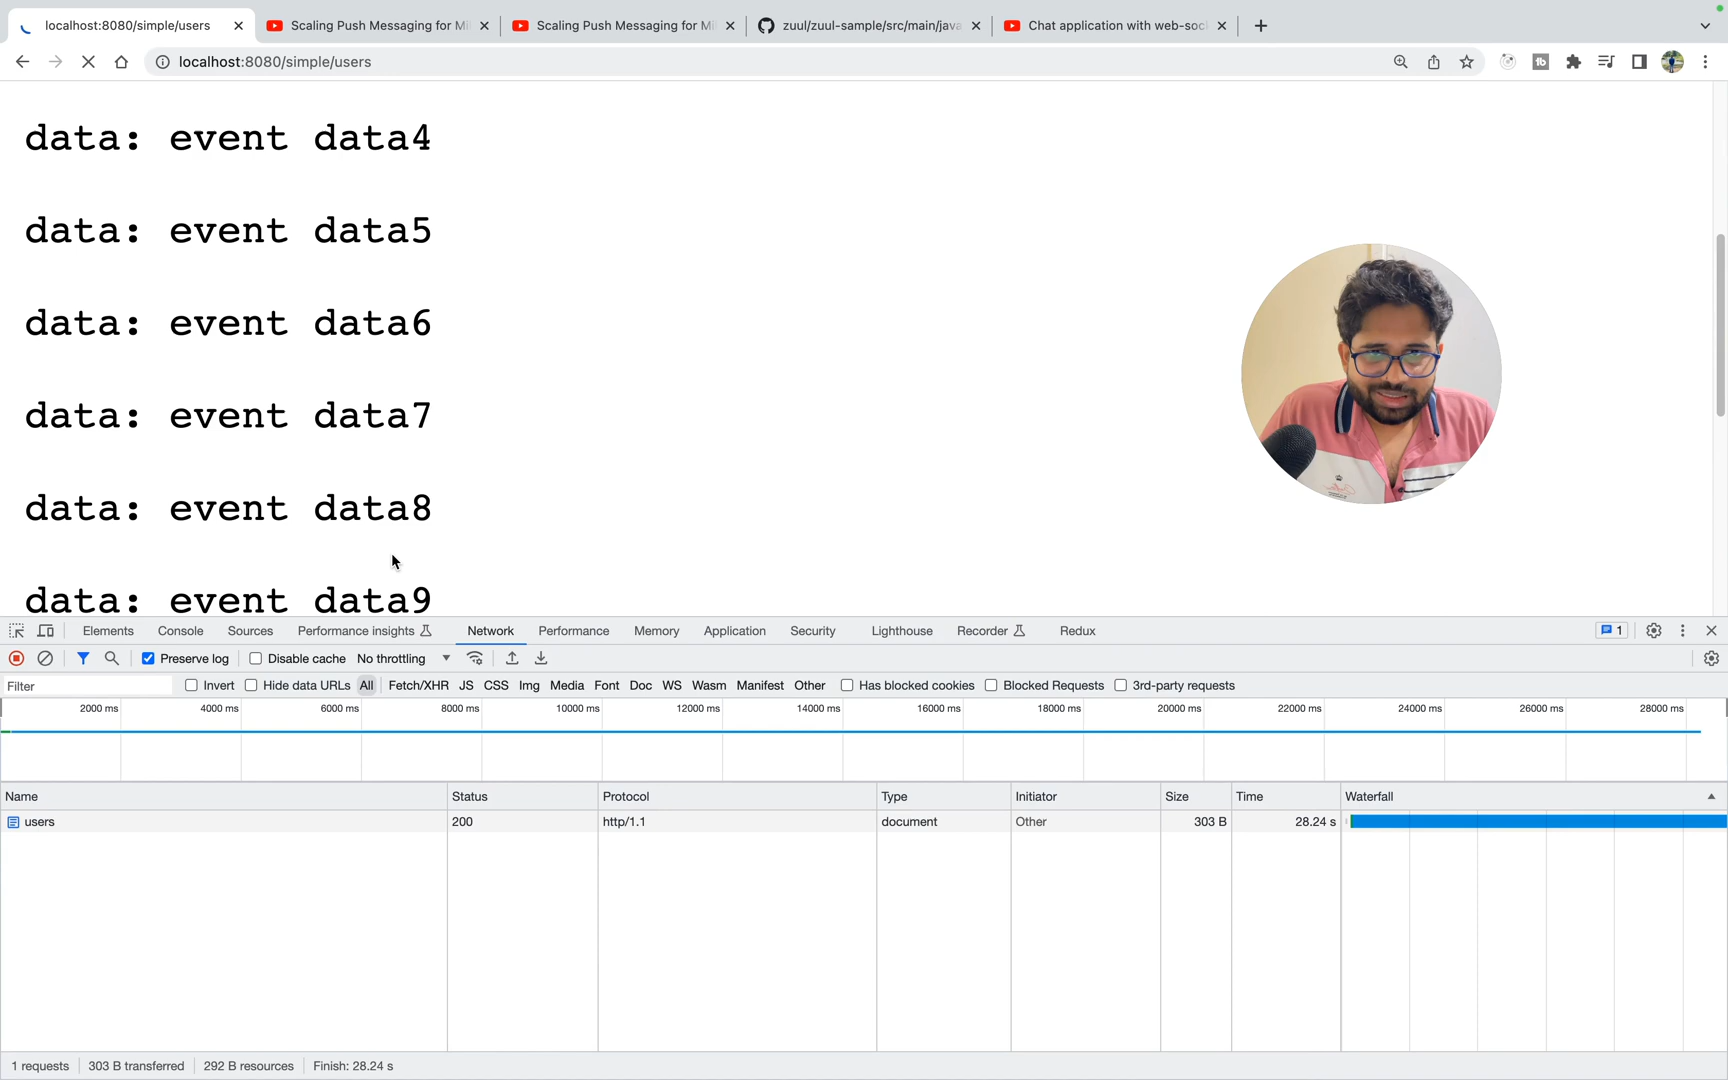 localhost:8080/simple/users
Scaling Push Messaging for Mi
Scaling Push Messaging for Mi
zuul/zuul-sample/src/main/java
Chat application with web-soc
localhost:8080/simple/users
data: event data4
data: event data5
data: event data6
data: event data7
data: event data8
data: event data9
Elements Console Sources Performance insights Network Performance Memory Application Security Lighthouse Recorder Redux 1
Preserve log Disable cache No throttling
Filter Invert Hide data URLs All Fetch/XHR JS CSS Img Media Font Doc WS Wasm Manifest Other Has blocked cookies Blocked Requests 3rd-party requests
2000 ms 4000 ms 6000 ms 8000 ms 10000 ms 12000 ms 14000 ms 16000 ms 18000 ms 20000 ms 22000 ms 24000 ms 26000 ms 28000 ms
Name Status Protocol Type Initiator Size Time Waterfall
users 200 http/1.1 document Other 303 B 28.24 s
1 requests 303 B transferred 292 B resources Finish: 28.24 s